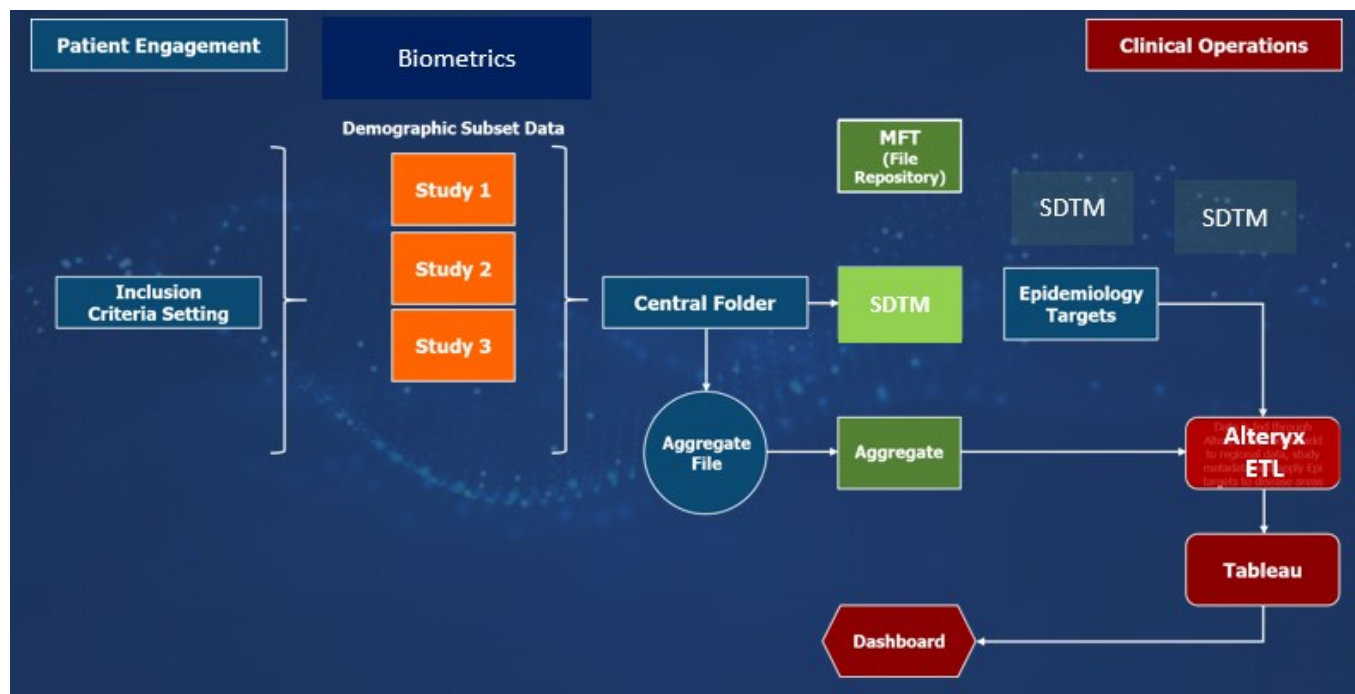 Patient Engagement
Biometrics
Clinical Operations
Demographic Subset Data
MFT
(File
Repository)
Study 1
SDTM
SDTM
Study 2
Inclusion
Criteria Setting
Central Folder
SDTM
Epidemiology
Targets
Study 3
Aggregate
File
Aggregate
Alteryx
ETL
Tableau
Dashboard